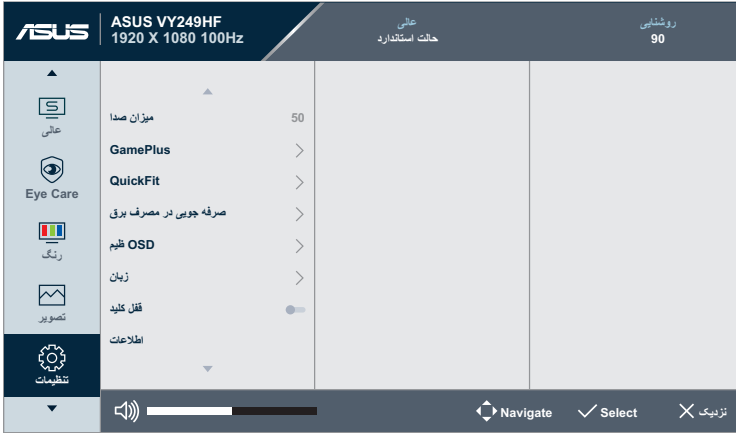 ASUS
ASUS VY249HF
1920 X 1080 100Hz
عالی
حالت استاندارد
روشنایی
90
عالی
Eye Care
رنگ
تصویر
تنظیمات
میزان صدا 50
GamePlus
QuickFit
صرفه جویی در مصرف برق
ظیم OSD
زبان
قفل کلید
اطلاعات
Navigate
Select
نزدیک